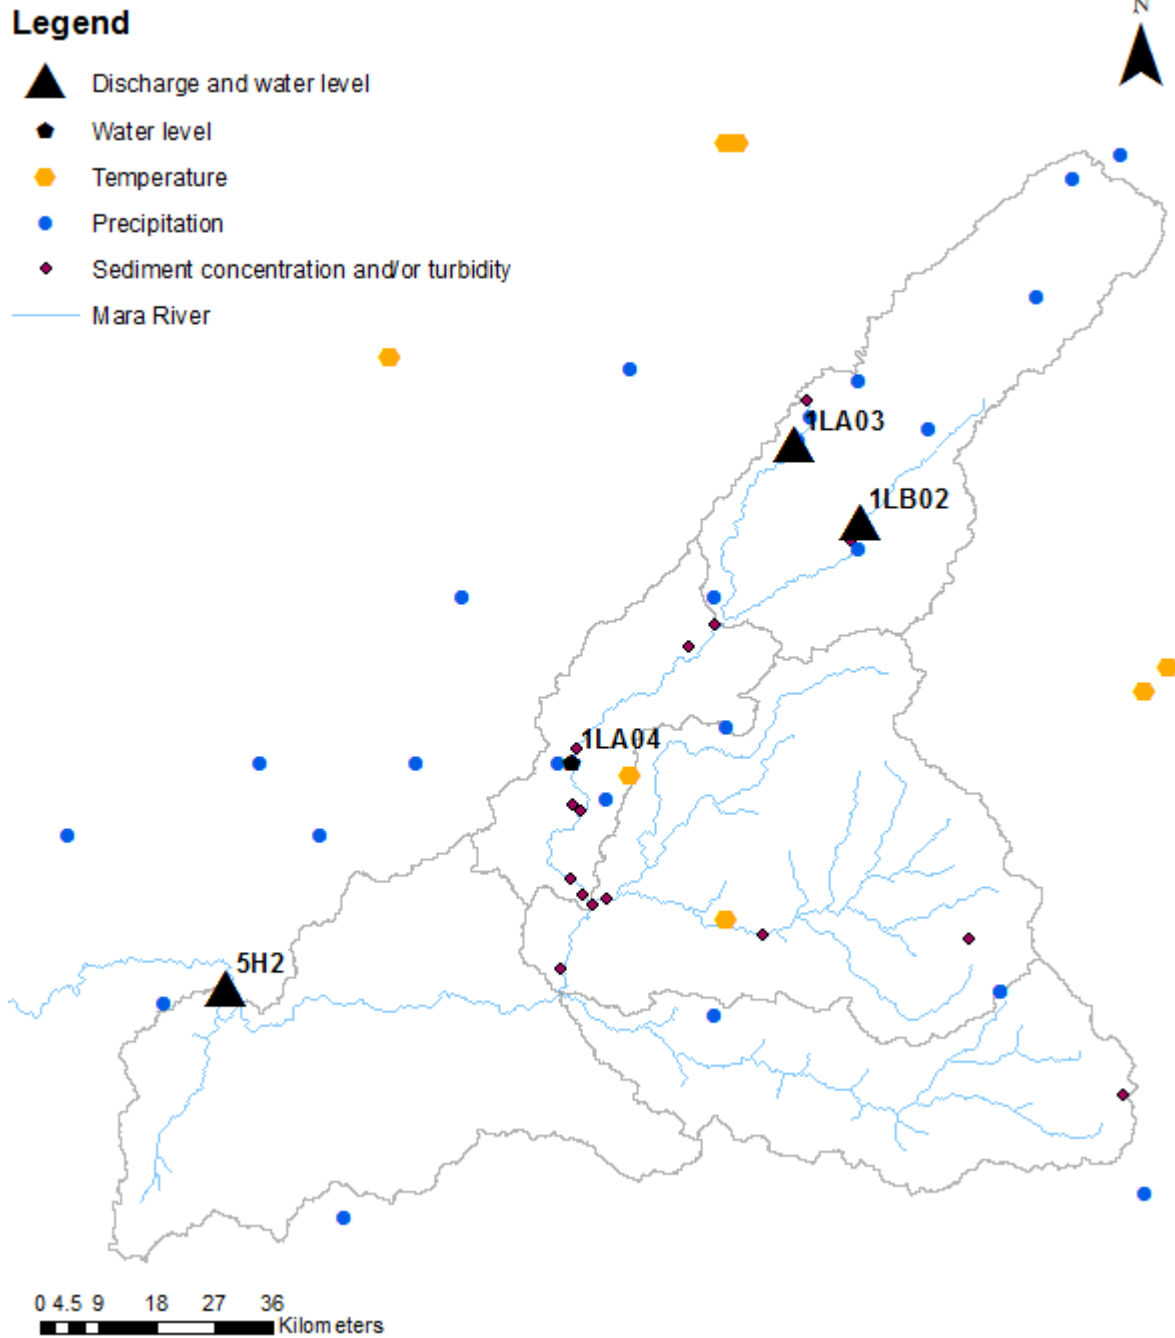 Legend
N
Discharge and water level
Water level
Temperature
Precipitation
Sediment concentration and/or turbidity
Mara River
1LA03
1LB02
1LA04
5H2
0 4.5 9 18 27 36
Kilometers